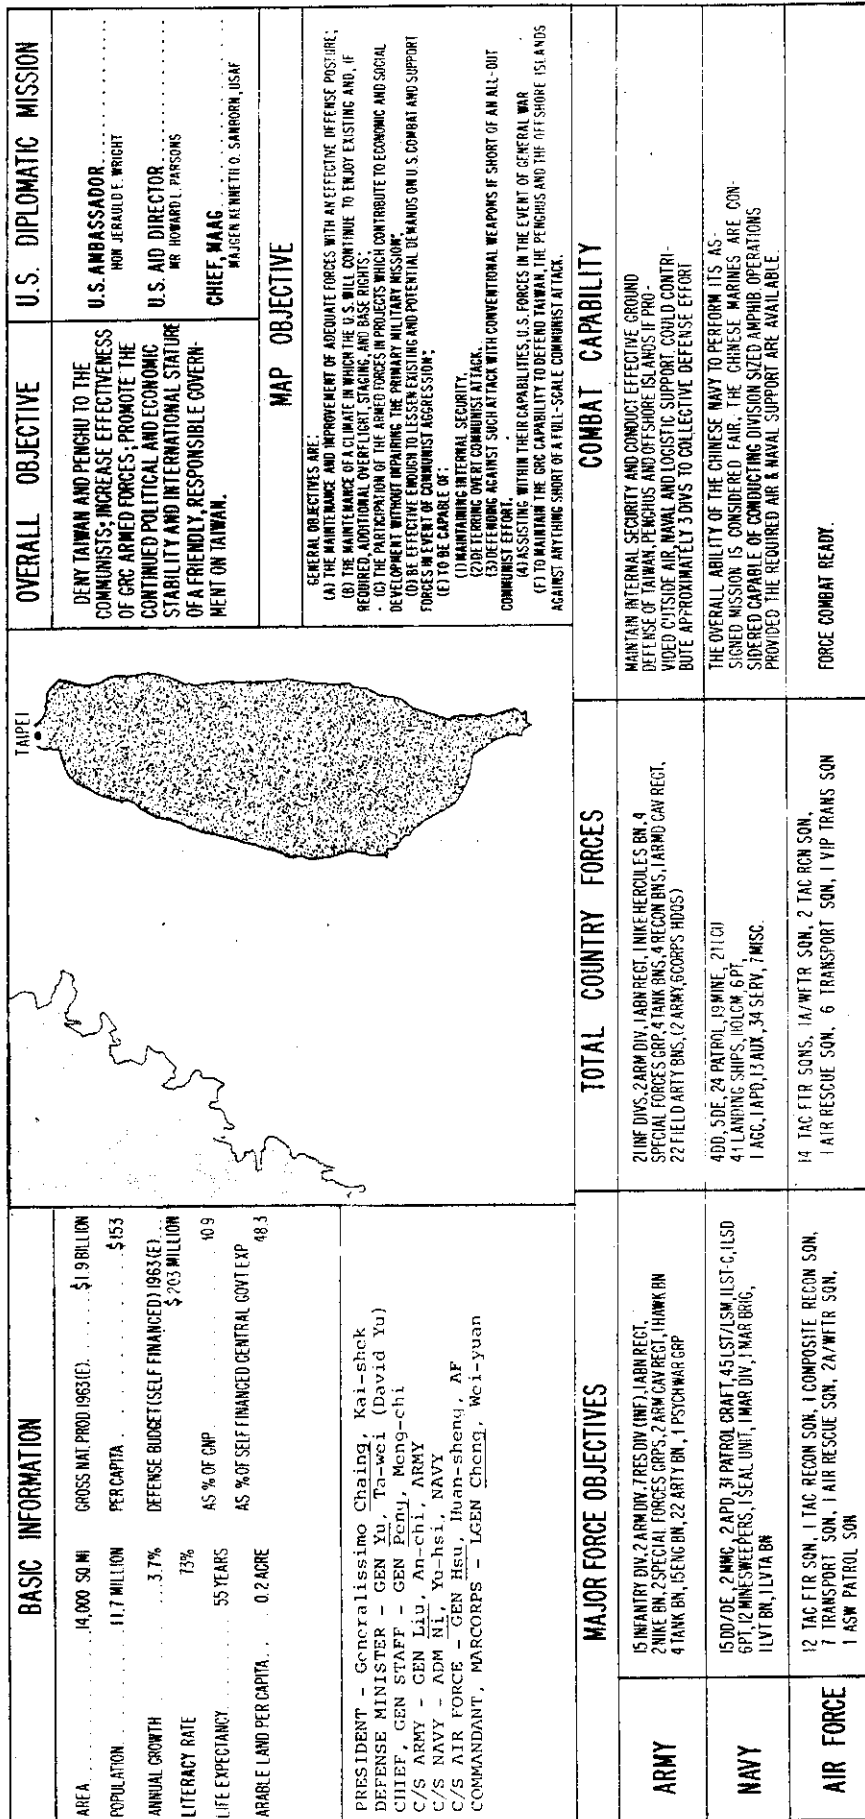 BASIC INFORMATION
AREA . . . . . . . . 14,000 SQ. MI
POPULATION . . . . . . . . 11.7 MILLION
ANNUAL GROWTH . . . 3.7%
LITERACY RATE 73%
LIFE EXPECTANCY . . . . . . . . 55 YEARS
ARABLE LAND PER CAPITA . . . 0.2 ACRE
GROSS NAT. PROD 1963(E) . . . . . . . $1.9 BILLION
PER CAPITA . . . . . . . . $153
DEFENSE BUDGET (SELF FINANCED) 1963(E) . . .
$ 203 MILLION
AS % OF GNP . . . . . . 10.9
AS % OF SELF FINANCED CENTRAL GOVT EXP
48.3
PRESIDENT - Generalissimo Chaing, Kai-shek
DEFENSE MINISTER - GEN Yu, Ta-wei (David Yu)
CHIEF, GEN STAFF - GEN Peng, Meng-chi
C/S ARMY - GEN Liu, An-chi, ARMY
C/S NAVY - ADM Ni, Yu-hsi, NAVY
C/S AIR FORCE - GEN Hsu, Huan-sheng, AF
COMMANDANT, MARCORPS - LGEN Cheng, Wei-yuan
TAIPEI
OVERALL OBJECTIVE
DENY TAIWAN AND PENGHU TO THE
COMMUNISTS; INCREASE EFFECTIVENESS
OF GRC ARMED FORCES; PROMOTE THE
CONTINUED POLITICAL AND ECONOMIC
STABILITY AND INTERNATIONAL STATURE
OF A FRIENDLY, RESPONSIBLE GOVERN-
MENT ON TAIWAN.
U.S. DIPLOMATIC MISSION
U.S. AMBASSADOR . . . . . . . .
HON JERAULD E. WRIGHT
U.S. AID DIRECTOR . . . . . . . .
MR HOWARD L. PARSONS
CHIEF, MAAG . . . . . . . .
MAJGEN KENNETH O. SANBORN, USAF
MAP OBJECTIVE
GENERAL OBJECTIVES ARE:
(A) THE MAINTENANCE AND IMPROVEMENT OF ADEQUATE FORCES WITH AN EFFECTIVE DEFENSE POSTURE;
(B) THE MAINTENANCE OF A CLIMATE IN WHICH THE U.S. WILL CONTINUE TO ENJOY EXISTING AND, IF
REQUIRED, ADDITIONAL OVERFLIGHT, STAGING, AND BASE RIGHTS;
(C) THE PARTICIPATION OF THE ARMED FORCES IN PROJECTS WHICH CONTRIBUTE TO ECONOMIC AND SOCIAL
DEVELOPMENT WITHOUT IMPAIRING THE PRIMARY MILITARY MISSION;
(D) BE EFFECTIVE ENOUGH TO LESSEN EXISTING AND POTENTIAL DEMANDS ON U.S. COMBAT AND SUPPORT
FORCES IN EVENT OF COMMUNIST AGGRESSION;
(E) TO BE CAPABLE OF:
(1) MAINTAINING INTERNAL SECURITY.
(2) DETERRING OVERT COMMUNIST ATTACK.
(3) DEFENDING AGAINST SUCH ATTACK WITH CONVENTIONAL WEAPONS IF SHORT OF AN ALL-OUT
COMMUNIST EFFORT.
(4) ASSISTING WITHIN THEIR CAPABILITIES, U.S. FORCES IN THE EVENT OF GENERAL WAR
(F) TO MAINTAIN THE GRC CAPABILITY TO DEFEND TAIWAN, THE PENGHUS AND THE OFFSHORE ISLANDS
AGAINST ANYTHING SHORT OF A FULL-SCALE COMMUNIST ATTACK.
MAJOR FORCE OBJECTIVES
TOTAL COUNTRY FORCES
COMBAT CAPABILITY
ARMY
15 INFANTRY DIV, 2 ARM DIV, 7 RES DIV (INF), 1 ABN REGT,
2 NIKE BN, 2 SPECIAL FORCES GRPS, 2 ARM CAV REGT, 1 HAWK BN
4 TANK BN, 15 ENG BN, 22 ARTY BN, 1 PSYCHWAR GRP
21 INF DIVS, 2 ARM DIV, 1 ABN REGT, 1 NIKE HERCULES BN, 4
SPECIAL FORCES GRP, 4 TANK BNS, 4 RECON BNS, 1 ARMD CAV REGT,
22 FIELD ARTY BNS, (2 ARMY, 6 CORPS HDQS)
MAINTAIN INTERNAL SECURITY AND CONDUCT EFFECTIVE GROUND
DEFENSE OF TAIWAN, PENGHUS AND OFFSHORE ISLANDS IF PRO-
VIDED OUTSIDE AIR, NAVAL AND LOGISTIC SUPPORT. COULD CONTRI-
BUTE APPROXIMATELY 3 DIVS TO COLLECTIVE DEFENSE EFFORT
NAVY
15 DD/DE, 2 MMC, 2 APD, 31 PATROL CRAFT, 45 LST/LSM, 1 LST-C, 1 LSD
6 PT, 12 MINESWEEPERS, 1 SEAL UNIT, 1 MAR DIV, 1 MAR BRIG,
1 LVT BN, 1 LVTA BN
4 DD, 5 DE, 24 PATROL, 19 MINE, 21 LCU
41 LANDING SHIPS, 110 LCM, 6 PT,
1 AGC, 1 APD, 13 AUX, 34 SERV, 7 MISC.
THE OVERALL ABILITY OF THE CHINESE NAVY TO PERFORM ITS AS-
SIGNED MISSION IS CONSIDERED FAIR. THE CHINESE MARINES ARE CON-
SIDERED CAPABLE OF CONDUCTING DIVISION SIZED AMPHIB. OPERATIONS
PROVIDED THE REQUIRED AIR & NAVAL SUPPORT ARE AVAILABLE.
AIR FORCE
12 TAC FTR SQN, 1 TAC RECON SQN, 1 COMPOSITE RECON SQN,
7 TRANSPORT SQN, 1 AIR RESCUE SQN, 2 A/WFTR SQN,
1 ASW PATROL SQN
14 TAC FTR SQNS, 1 A/WFTR SQN, 2 TAC RCN SQN,
1 AIR RESCUE SQN, 6 TRANSPORT SQN, 1 VIP TRANS SQN
FORCE COMBAT READY.